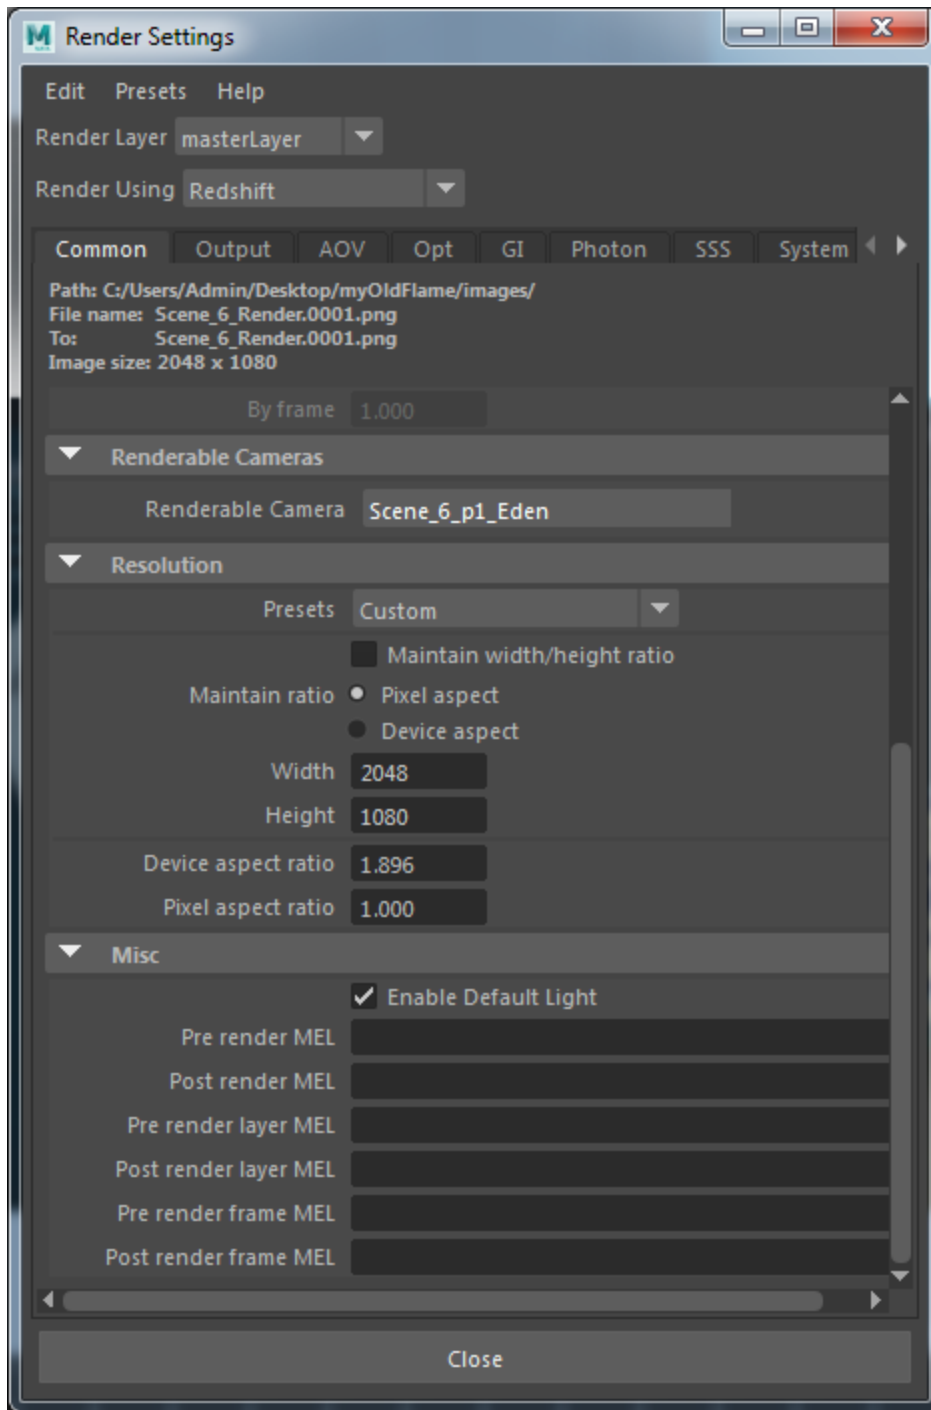 Render Settings
Edit Presets Help
Render Layer masterLayer
Render Using Redshift
Common Output AOV Opt GI Photon SSS System
Path: C:/Users/Admin/Desktop/myOldFlame/images/
File name: Scene_6_Render.0001.png
To: Scene_6_Render.0001.png
Image size: 2048 x 1080
By frame 1.000
Renderable Cameras
Renderable Camera Scene_6_p1_Eden
Resolution
Presets Custom
Maintain width/height ratio
Maintain ratio Pixel aspect
Device aspect
Width 2048
Height 1080
Device aspect ratio 1.896
Pixel aspect ratio 1.000
Misc
Enable Default Light
Pre render MEL
Post render MEL
Pre render layer MEL
Post render layer MEL
Pre render frame MEL
Post render frame MEL
Close